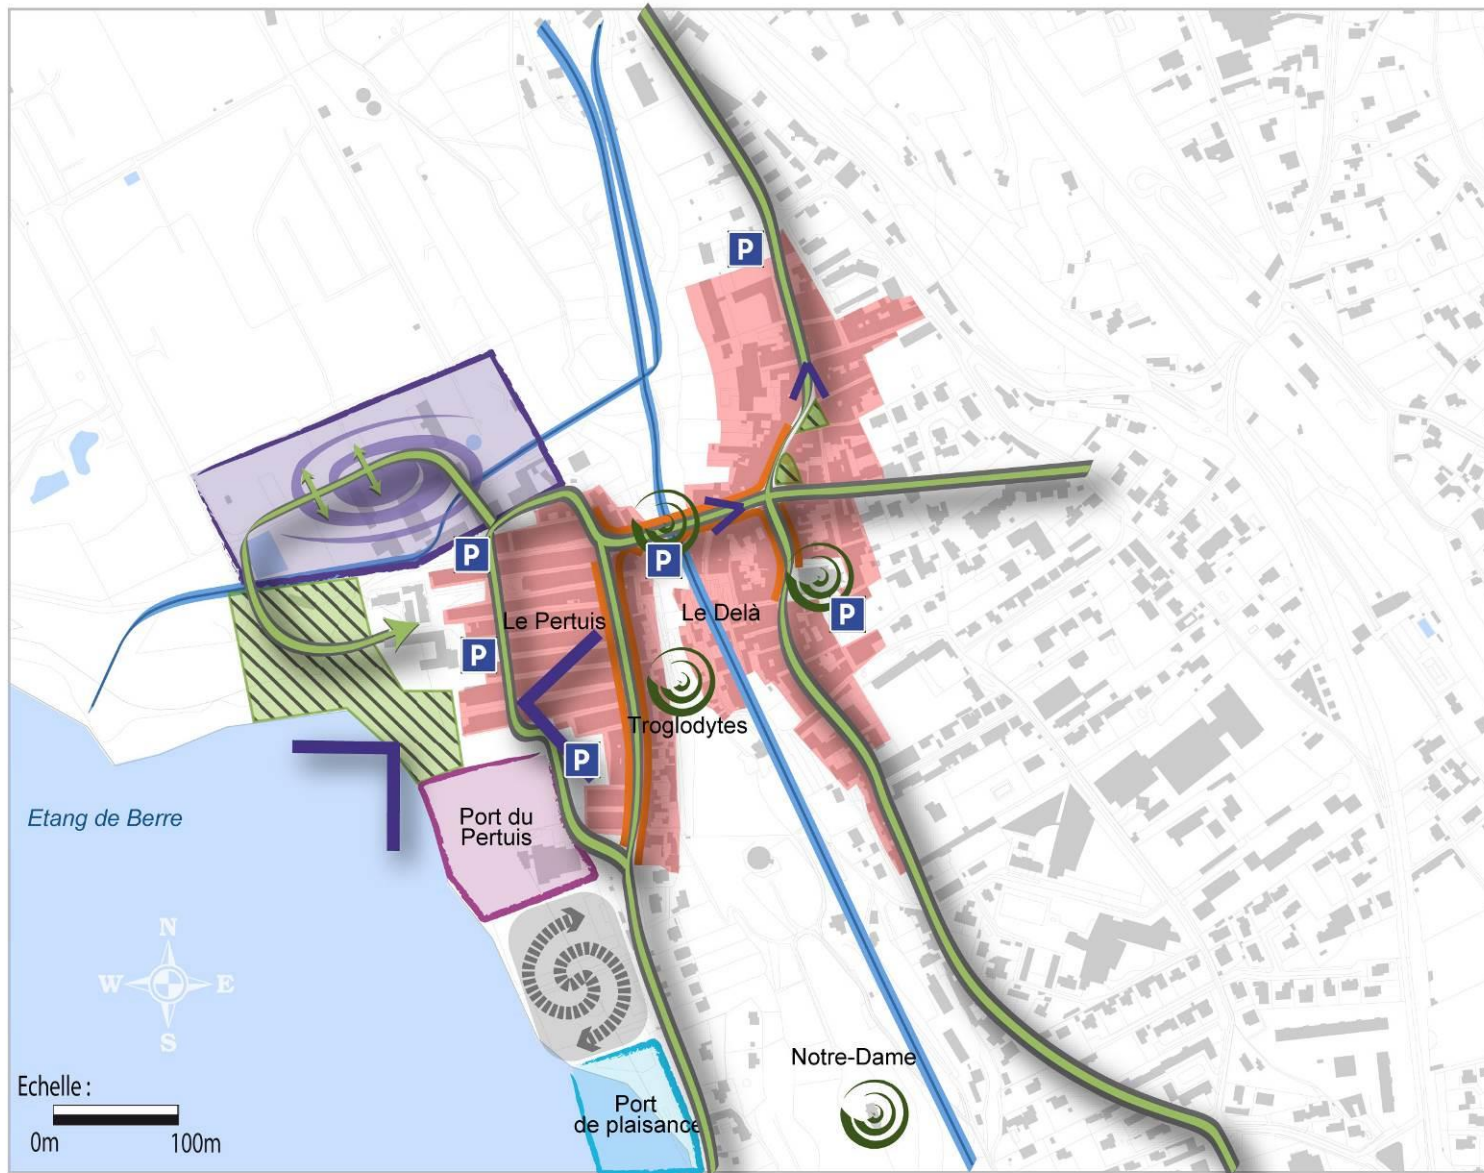 P
P
P
P
Le Pertuis
Le Delà
P
P
Troglodytes
P
Etang de Berre
Port du
Pertuis
N
W E
S
Notre-Dame
Echelle :
0m 100m
Port
de plaisance